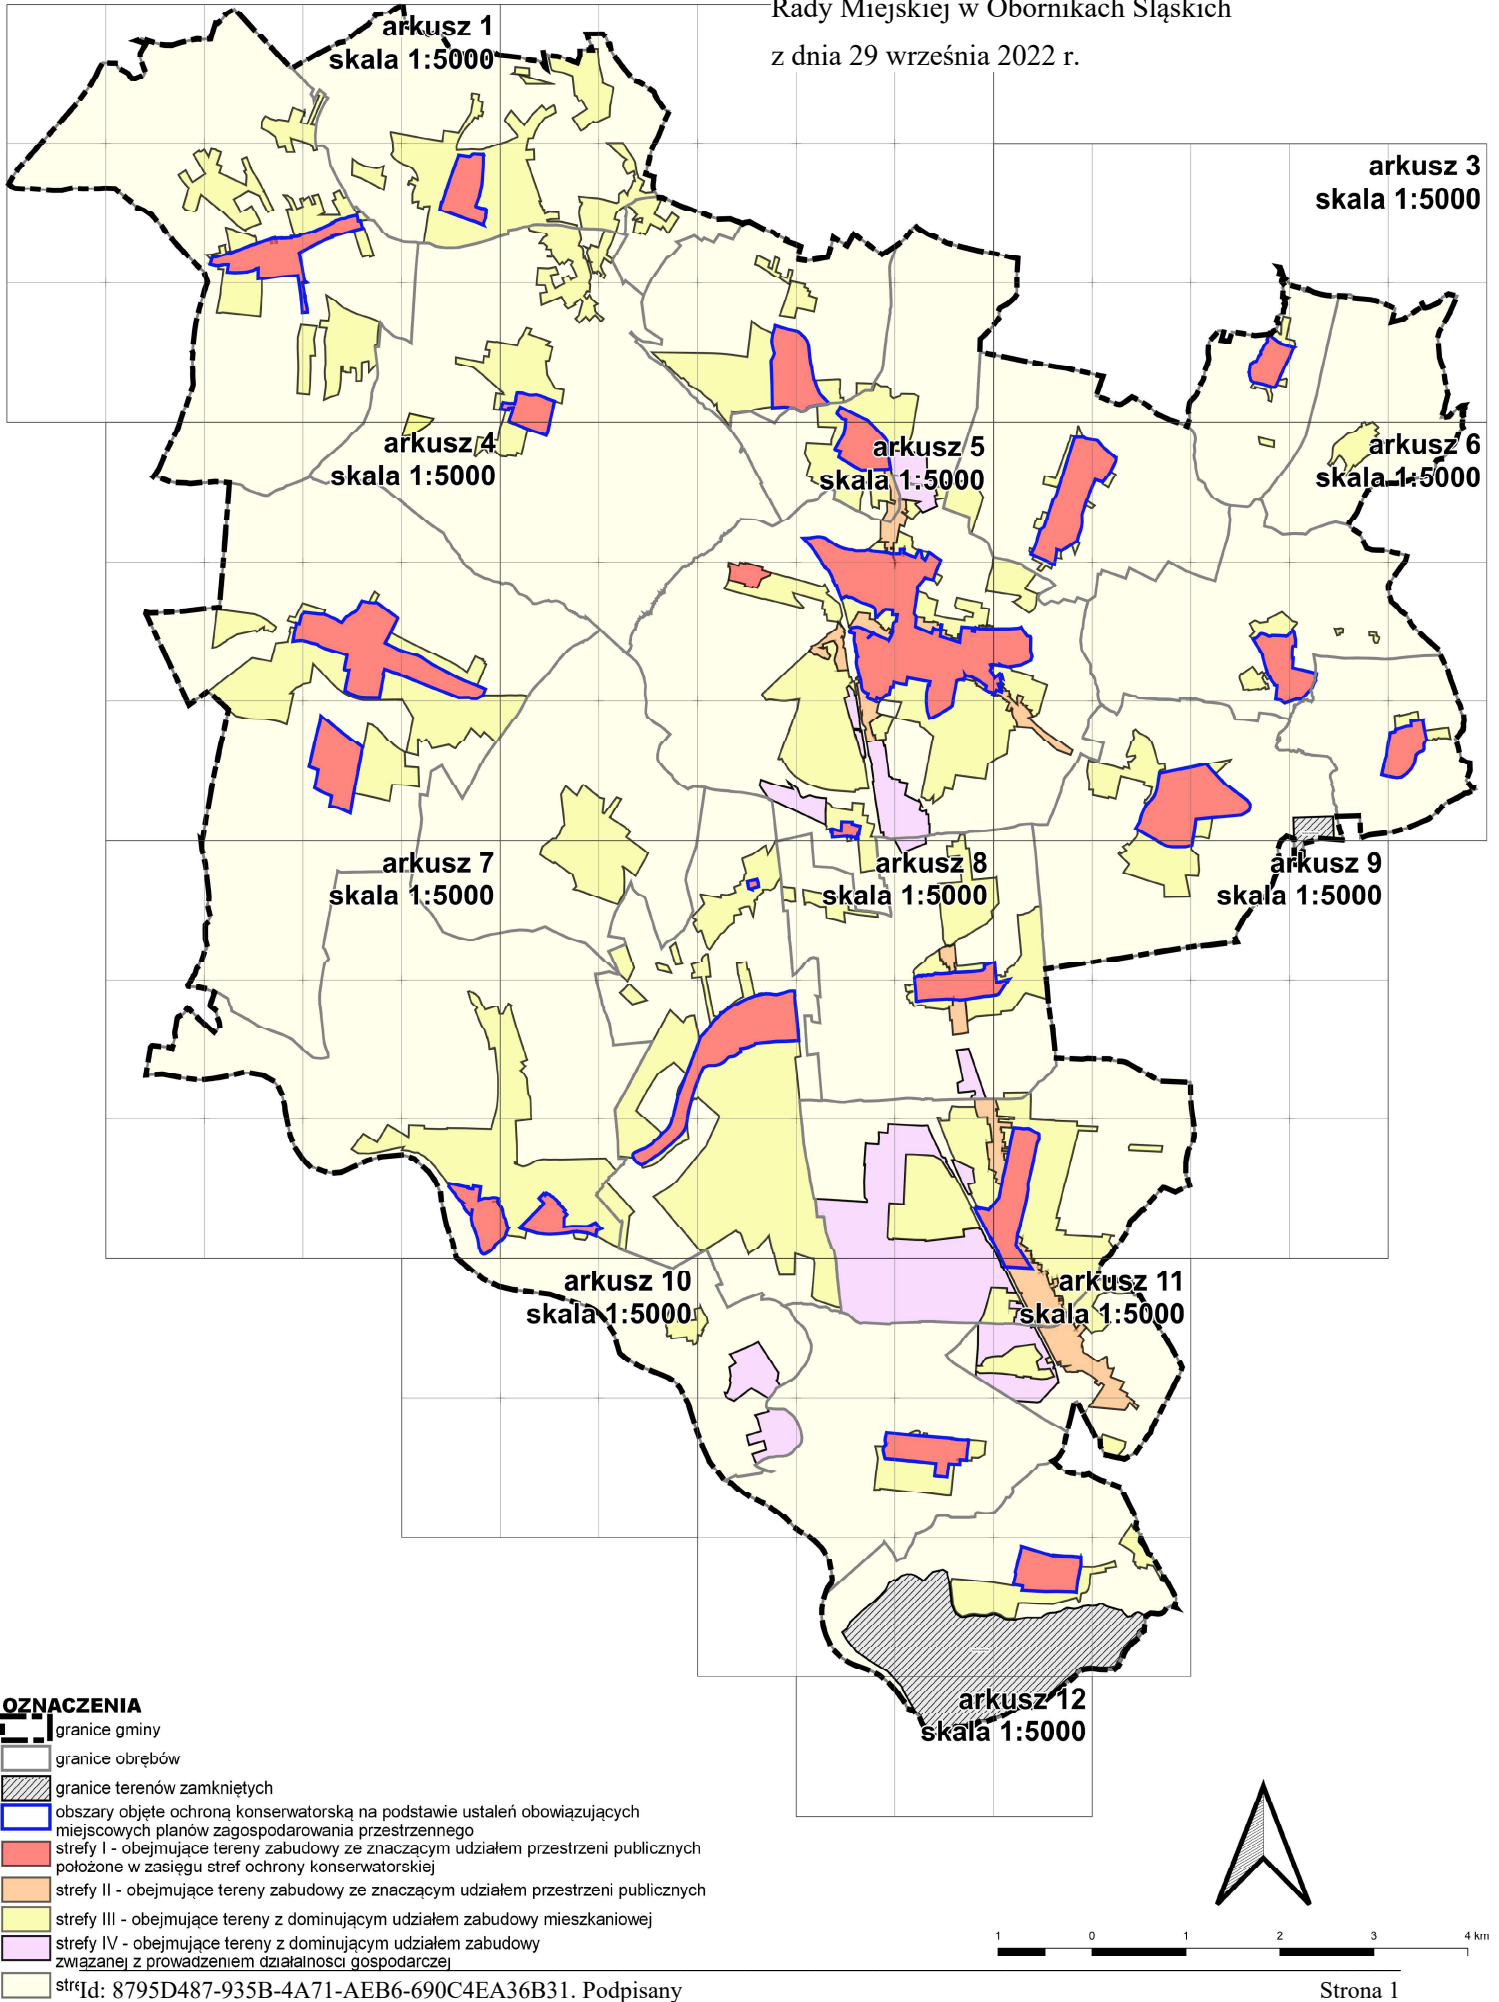 Rady Miejskiej w Obornikach Śląskich
z dnia 29 września 2022 r.
arkusz 1
skala 1:5000
arkusz 3
skala 1:5000
arkusz 4
skala 1:5000
arkusz 5
skala 1:5000
arkusz 6
skala 1:5000
arkusz 7
skala 1:5000
arkusz 8
skala 1:5000
arkusz 9
skala 1:5000
arkusz 10
skala 1:5000
arkusz 11
skala 1:5000
arkusz 12
skala 1:5000
OZNACZENIA
granice gminy
granice obrębów
granice terenów zamkniętych
obszary objęte ochroną konserwatorską na podstawie ustaleń obowiązujących
miejscowych planów zagospodarowania przestrzennego
strefy I - obejmujące tereny zabudowy ze znaczącym udziałem przestrzeni publicznych
położone w zasięgu stref ochrony konserwatorskiej
strefy II - obejmujące tereny zabudowy ze znaczącym udziałem przestrzeni publicznych
strefy III - obejmujące tereny z dominującym udziałem zabudowy mieszkaniowej
strefy IV - obejmujące tereny z dominującym udziałem zabudowy
związanej z prowadzeniem działalności gospodarczej
1 0 1 2 3 4 km
Id: 8795D487-935B-4A71-AEB6-690C4EA36B31. Podpisany
Strona 1